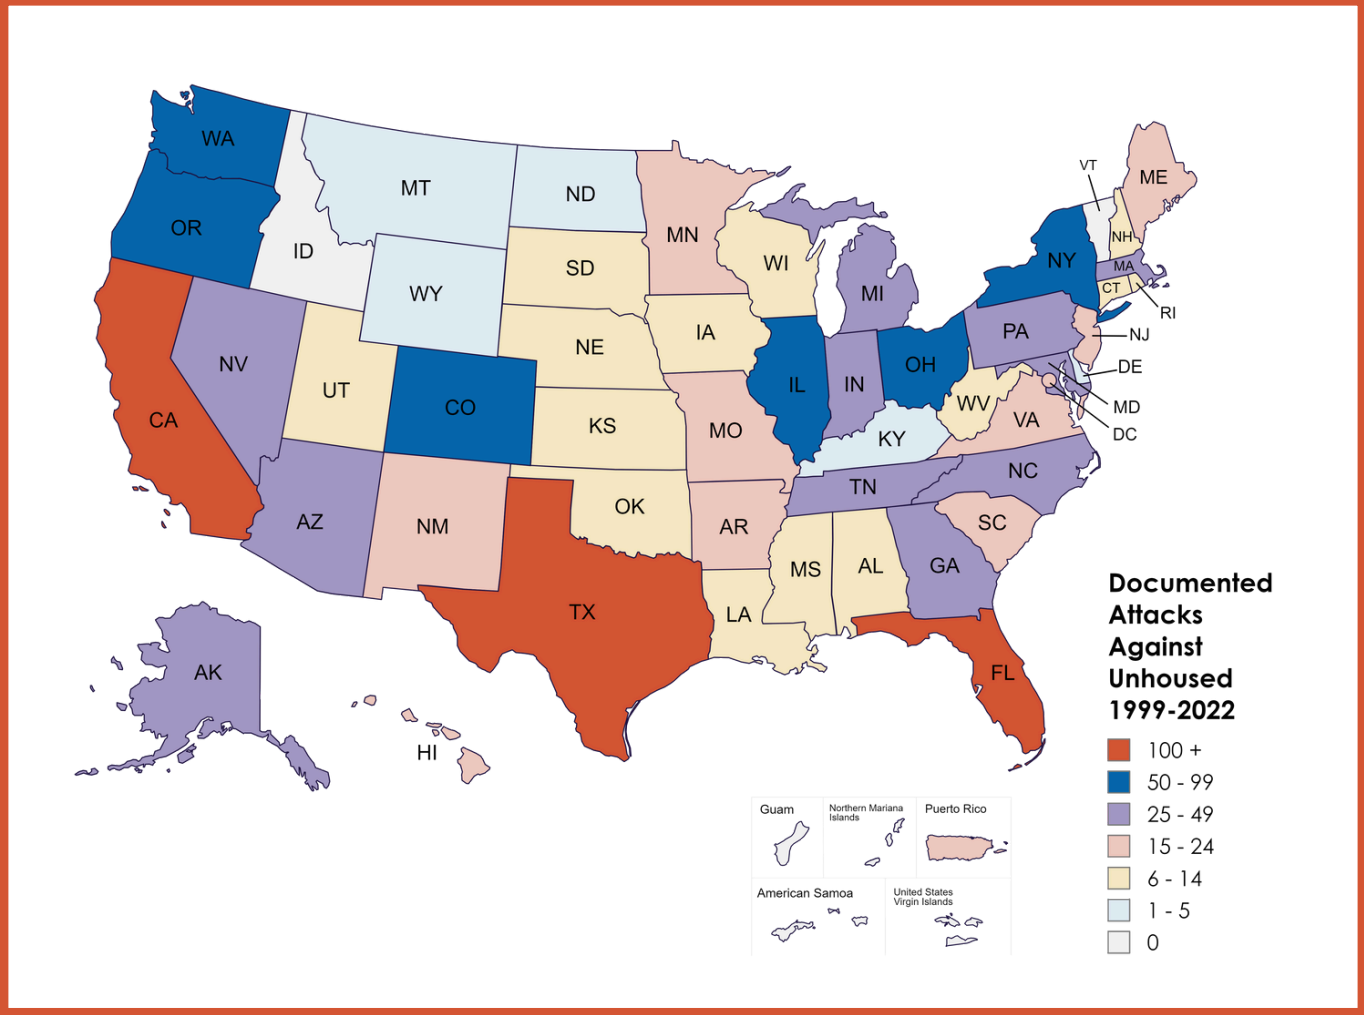 WA
MT
ND
MN
VT
ME
OR
ID
SD
WI
NH
NY
MA
WY
MI
CT
RI
IA
PA
NJ
NV
NE
UT
CO
IL
IN
OH
DE
WV
MD
CA
KS
MO
KY
VA
DC
NC
TN
AZ
NM
OK
AR
SC
MS
AL
GA
TX
LA
AK
FL
HI
Documented
Attacks
Against
Unhoused
1999-2022
100 +
50 - 99
25 - 49
15 - 24
6 - 14
1 - 5
0
Guam
Northern Mariana
Islands
Puerto Rico
American Samoa
United States
Virgin Islands